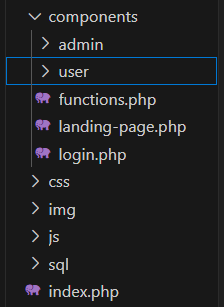 components
admin
user
functions.php
landing-page.php
login.php
css
img
js
sql
index.php